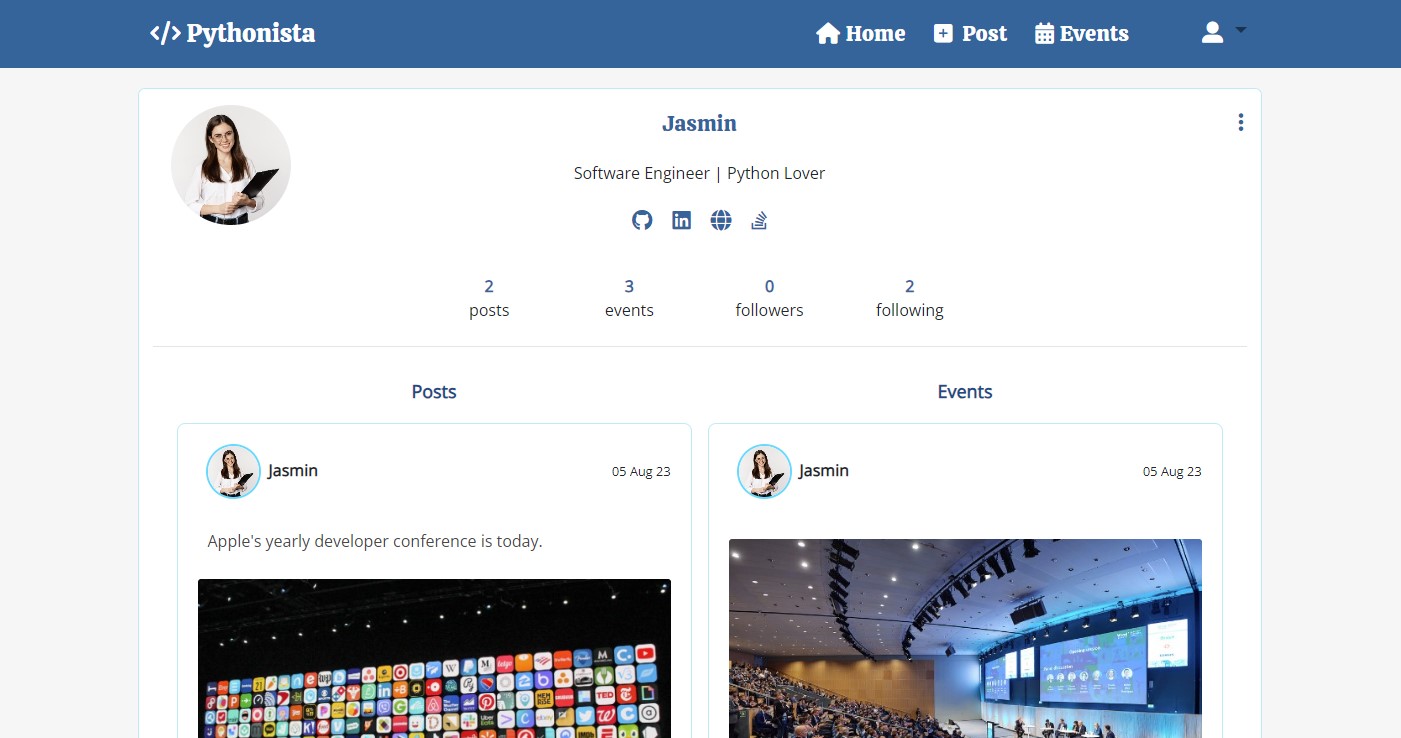 </> Pythonista
Home
Post
Events
Jasmin
Software Engineer | Python Lover
2
posts
3
events
0
followers
2
following
Posts
Events
Jasmin
05 Aug 23
Apple's yearly developer conference is today.
Jasmin
05 Aug 23
TED